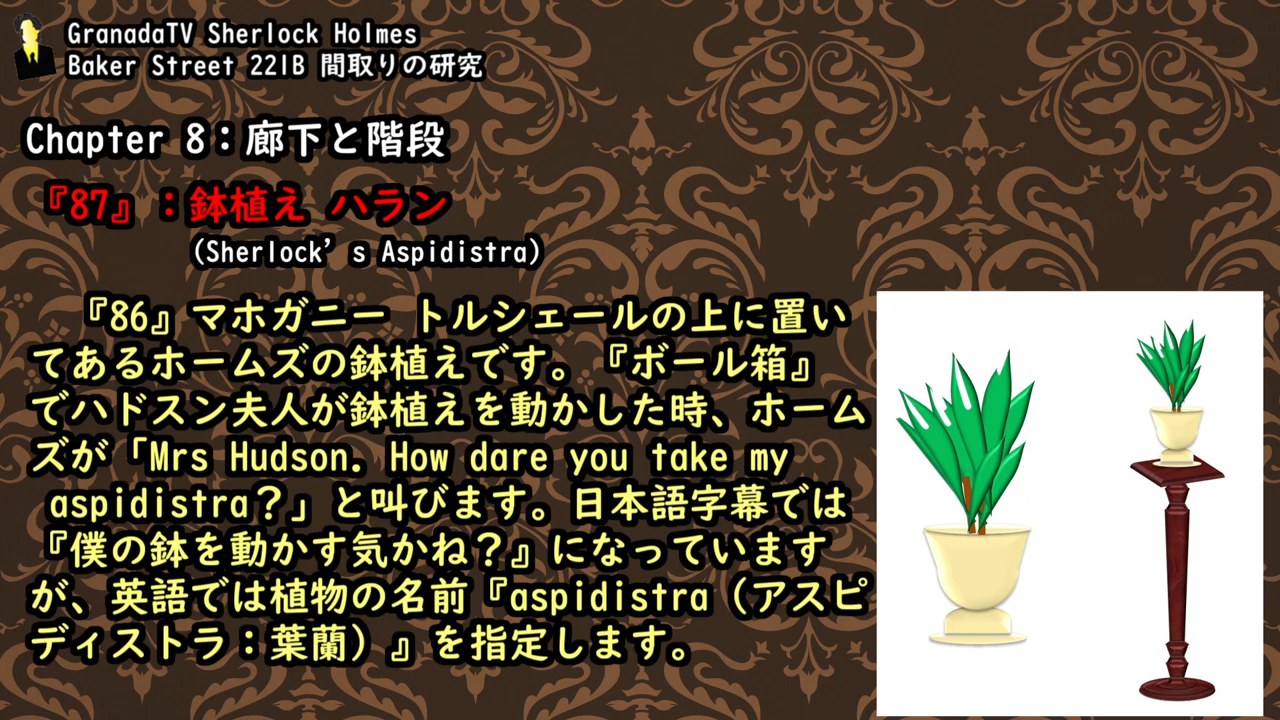 GranadaTV Sherlock Holmes
Baker Street 221B 間取りの研究
Chapter 8：廊下と階段
『87』：鉢植え ハラン
(Sherlock’s Aspidistra)
『86』マホガニー トルシェールの上に置い
てあるホームズの鉢植えです。『ボール箱』
でハドスン夫人が鉢植えを動かした時、ホーム
ズが「Mrs Hudson. How dare you take my
aspidistra？」と叫びます。日本語字幕では
『僕の鉢を動かす気かね？』になっています
が、英語では植物の名前『aspidistra（アスピ
ディストラ：葉蘭）』を指定します。